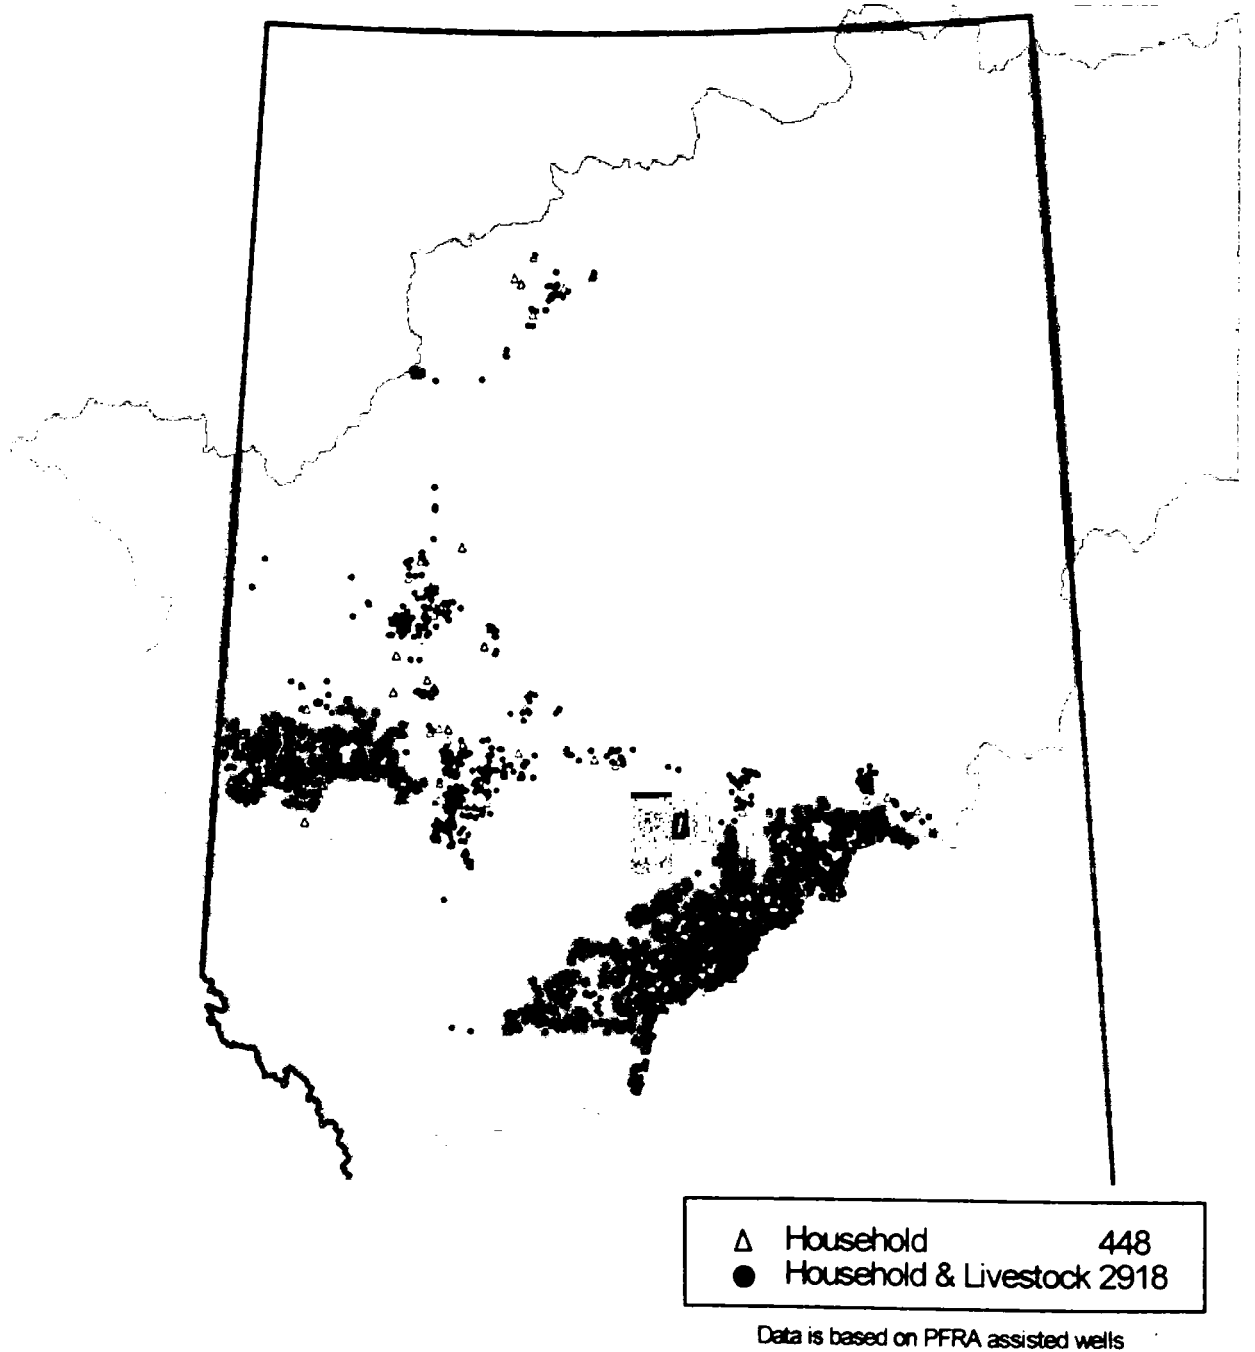 Household 448
Household & Livestock 2918
Data is based on PFRA assisted wells